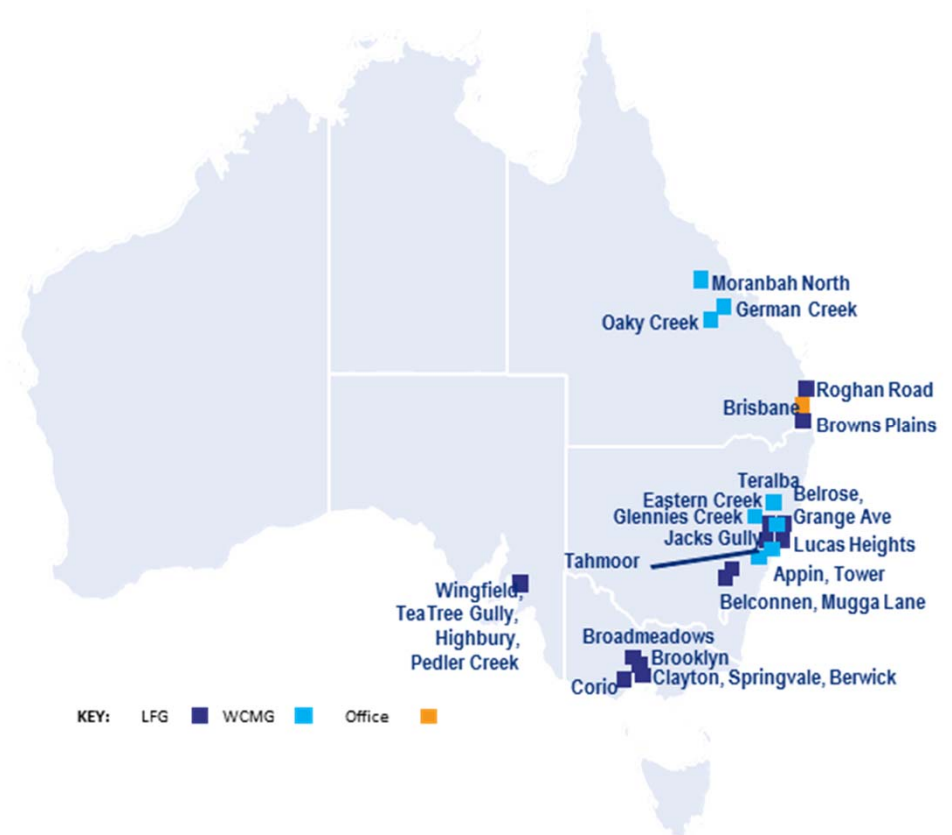 Moranbah North
German Creek
Oaky Creek
Roghan Road
Brisbane
Browns Plains
Teralba
Eastern Creek
Belrose,
Grange Ave
Glennies Creek
Jacks Gully
Lucas Heights
Tahmoor
Appin, Tower
Belconnen, Mugga Lane
Wingfield,
TeaTree Gully,
Highbury,
Pedler Creek
Broadmeadows
Brooklyn
Clayton, Springvale, Berwick
Corio
KEY: LFG WCMG Office